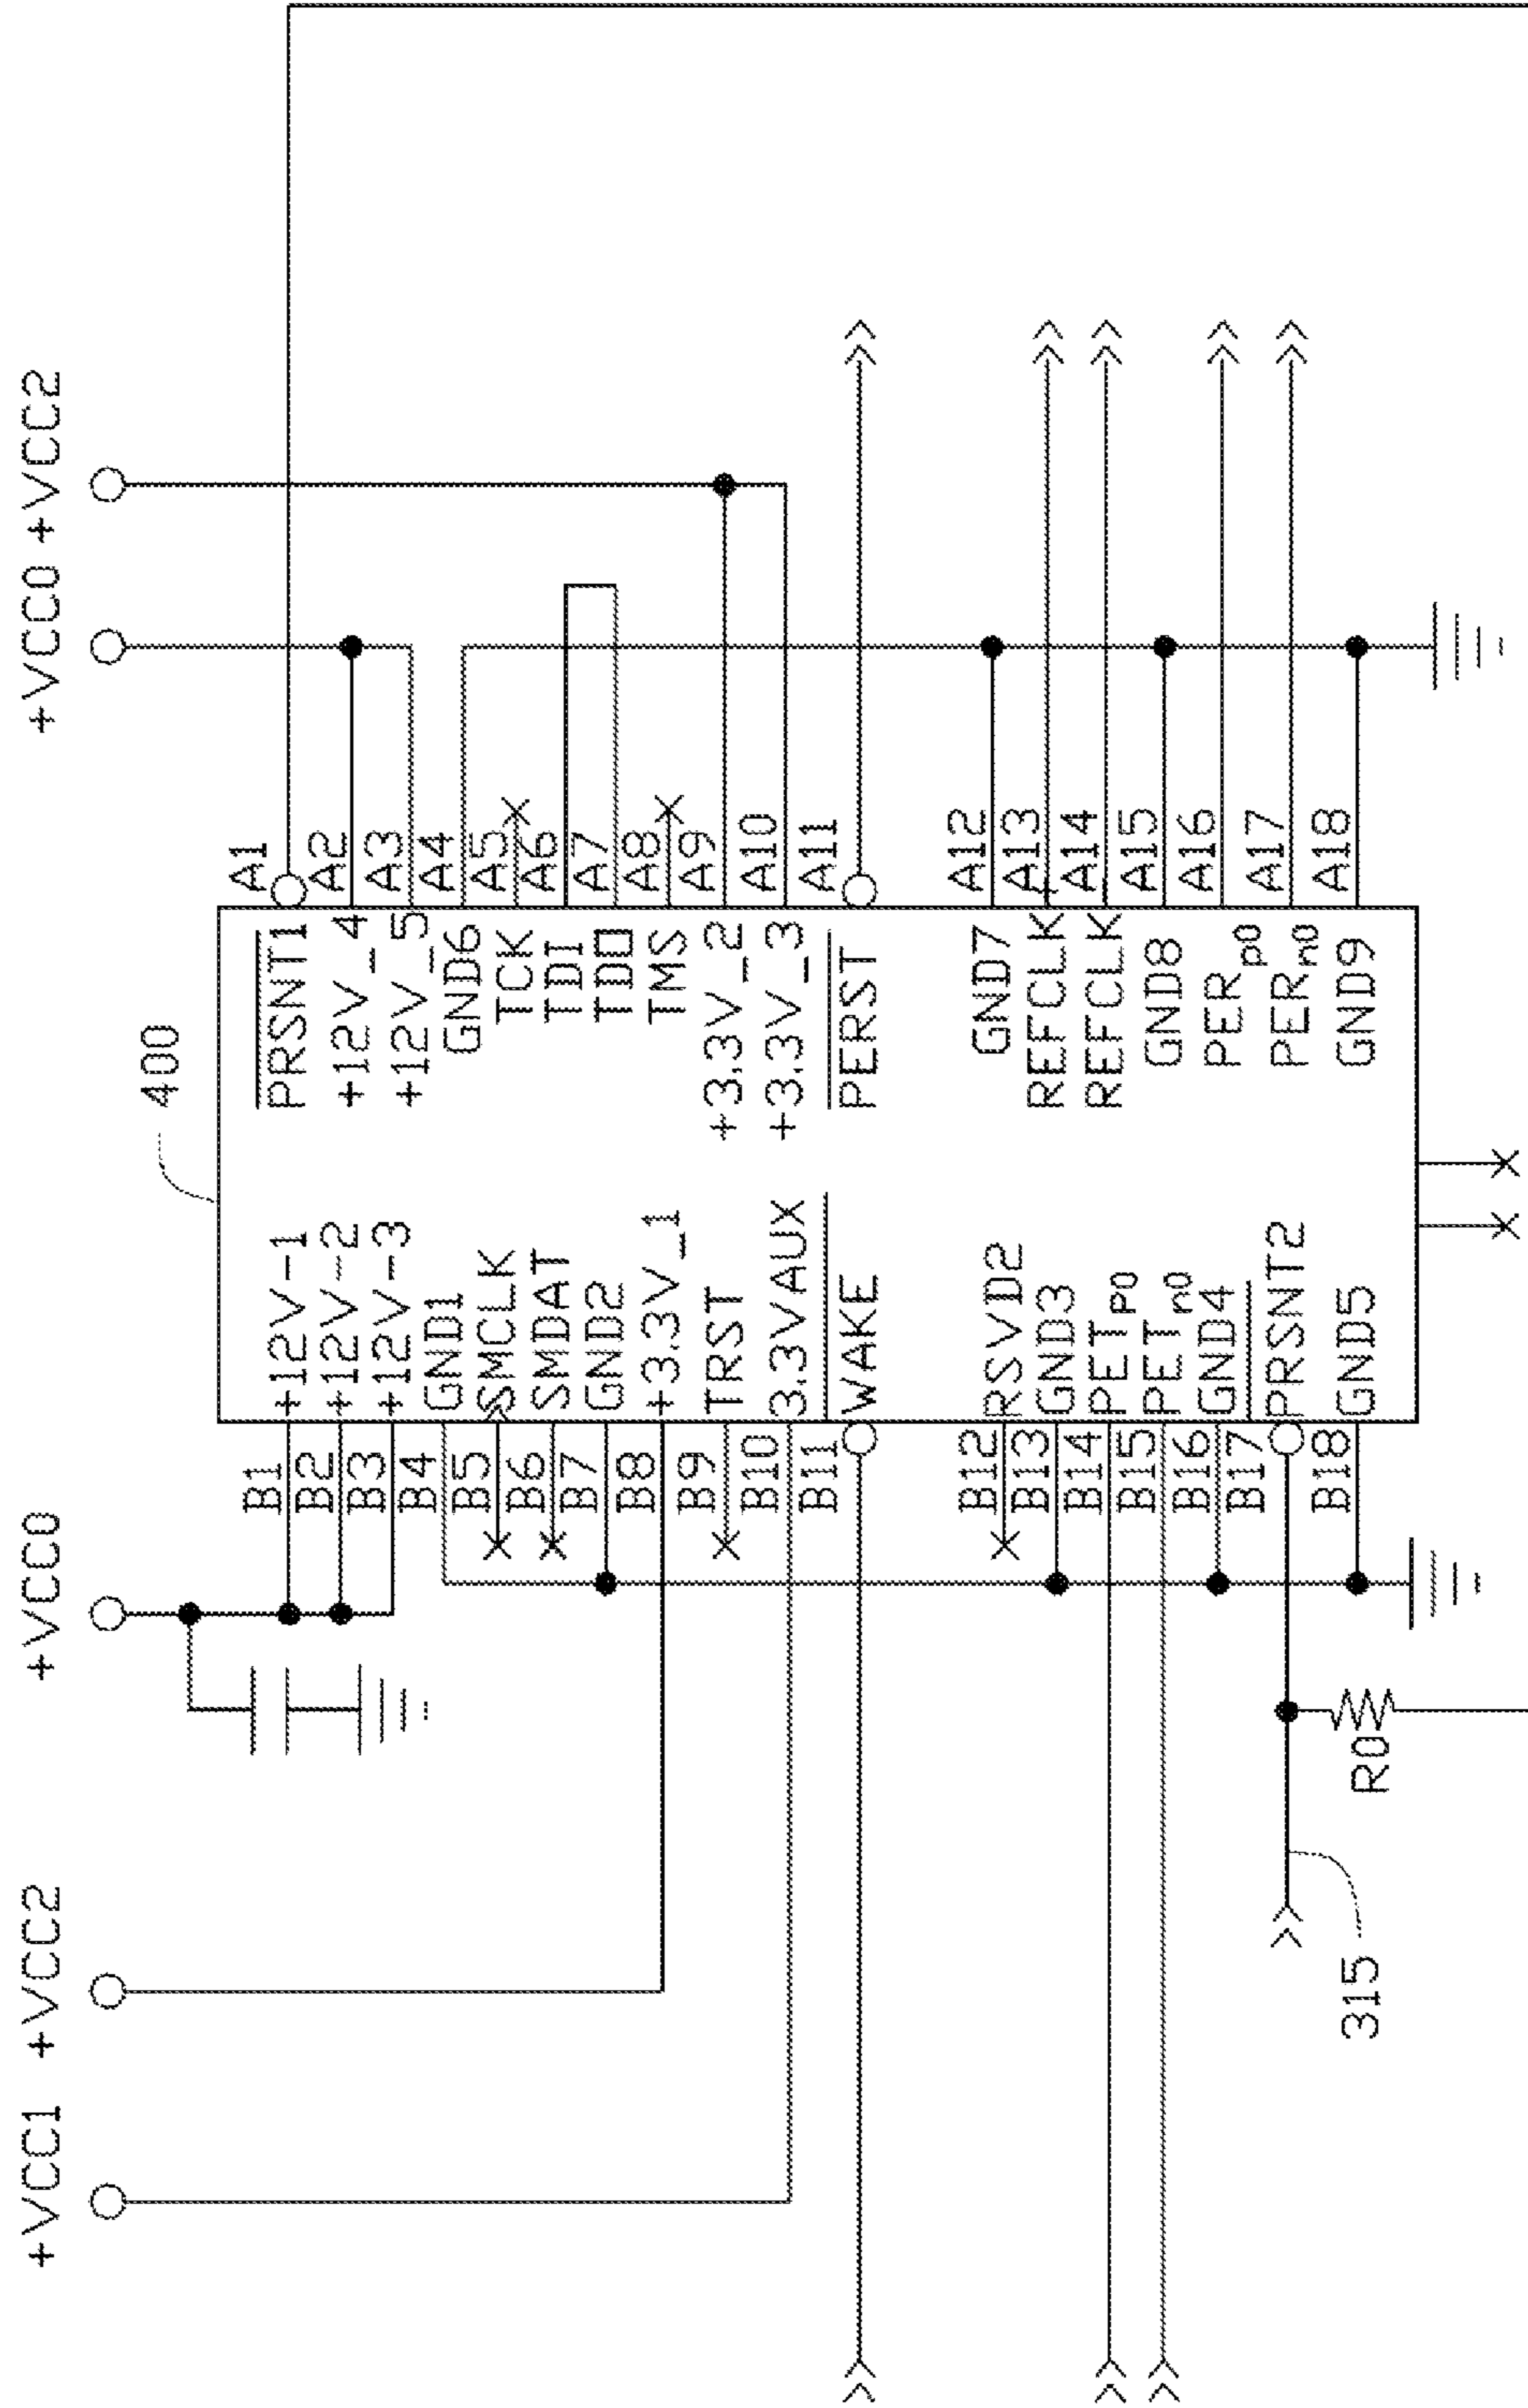 +VCC1 +VCC2 +VCC0 +VCC0 +VCC2
400
B1 +12V-1 PRSNT1 A1
B2 +12V-2 +12V_4 A2
B3 +12V-3 +12V_5 A3
B4 GND1 GND6 A4
B5 SMCLK TCK A5
B6 SMDAT TDI A6
B7 GND2 TDO A7
B8 +3.3V_1 TMS A8
B9 TRST +3.3V_2 A9
B10 3.3VAUX +3.3V_3 A10
B11 WAKE PERST A11
B12 RSVD2 GND7 A12
B13 GND3 REFCLK A13
B14 PETP0 REFCLK A14
B15 PETn0 GND8 A15
B16 GND4 PERp0 A16
B17 PRSNT2 PERn0 A17
B18 GND5 GND9 A18
315 R0